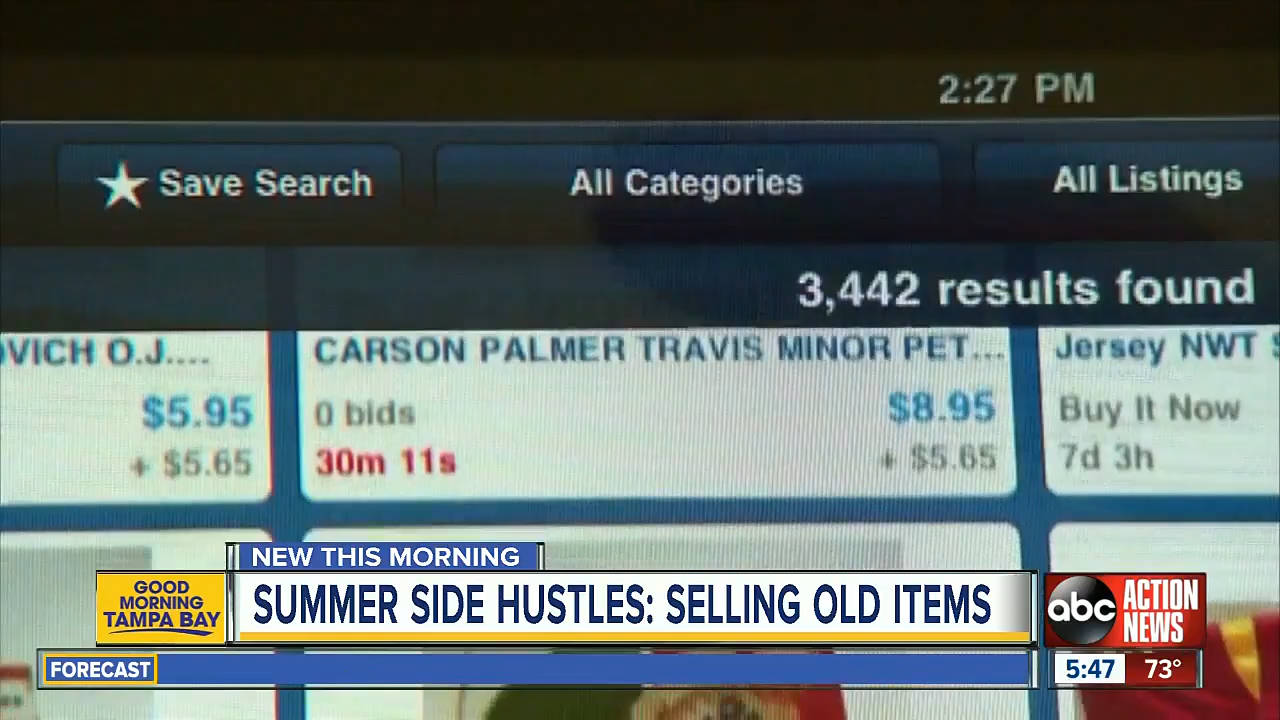 2:27 PM
Save Search
All Categories
All Listings
3,442 results found
OVICH O.J....
$5.95
+ $5.65
CARSON PALMER TRAVIS MINOR PET...
0 bids
$8.95
30m 11s
+ $5.65
Jersey NWT
Buy It Now
7d 3h
NEW THIS MORNING
GOOD
MORNING
TAMPA BAY
SUMMER SIDE HUSTLES: SELLING OLD ITEMS
abc
ACTION
NEWS
FORECAST
5:47
73°